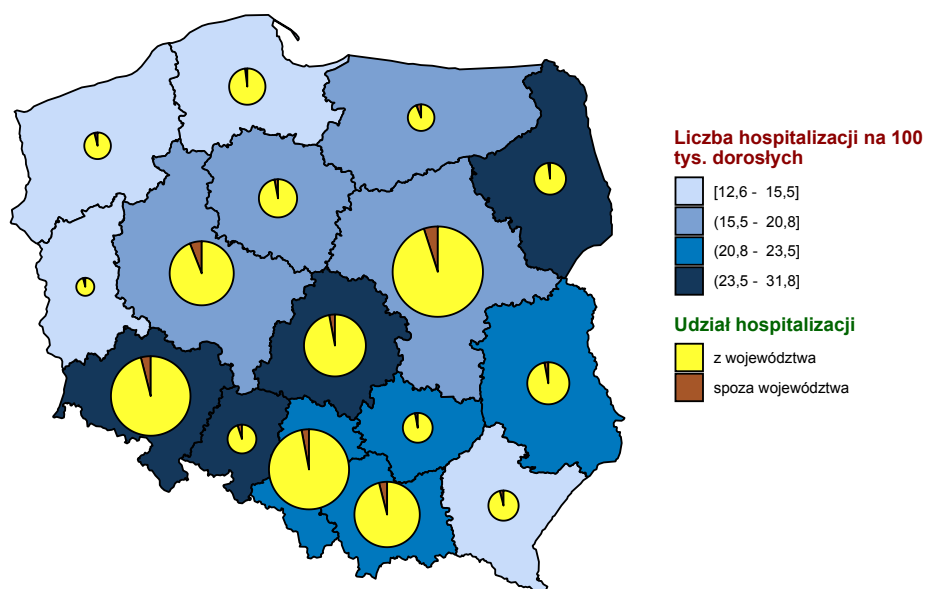 Liczba hospitalizacji na 100
tys. dorosłych
[12,6 - 15,5]
(15,5 - 20,8]
(20,8 - 23,5]
(23,5 - 31,8]
Udział hospitalizacji
z województwa
spoza województwa